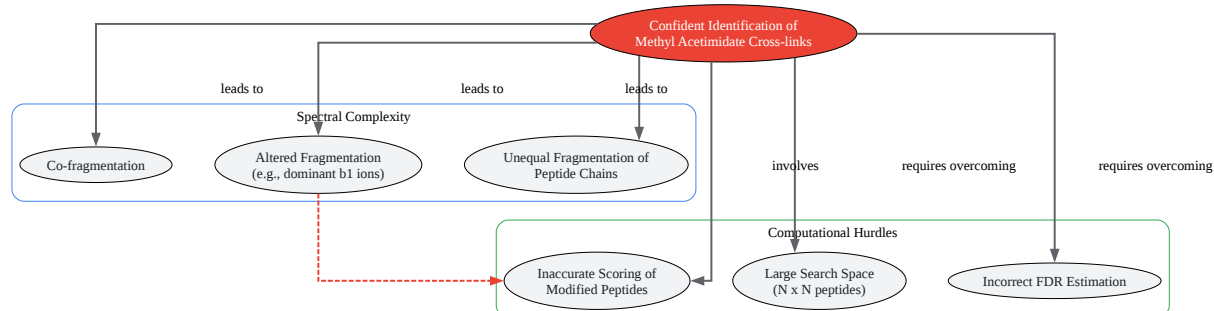 Confident Identification of
Methyl Acetimidate Cross-links
leads to
leads to
leads to
Spectral Complexity
Co-fragmentation
Altered Fragmentation
(e.g., dominant b1 ions)
Unequal Fragmentation of
Peptide Chains
involves
requires overcoming
requires overcoming
Computational Hurdles
Inaccurate Scoring of
Modified Peptides
Large Search Space
(N x N peptides)
Incorrect FDR Estimation